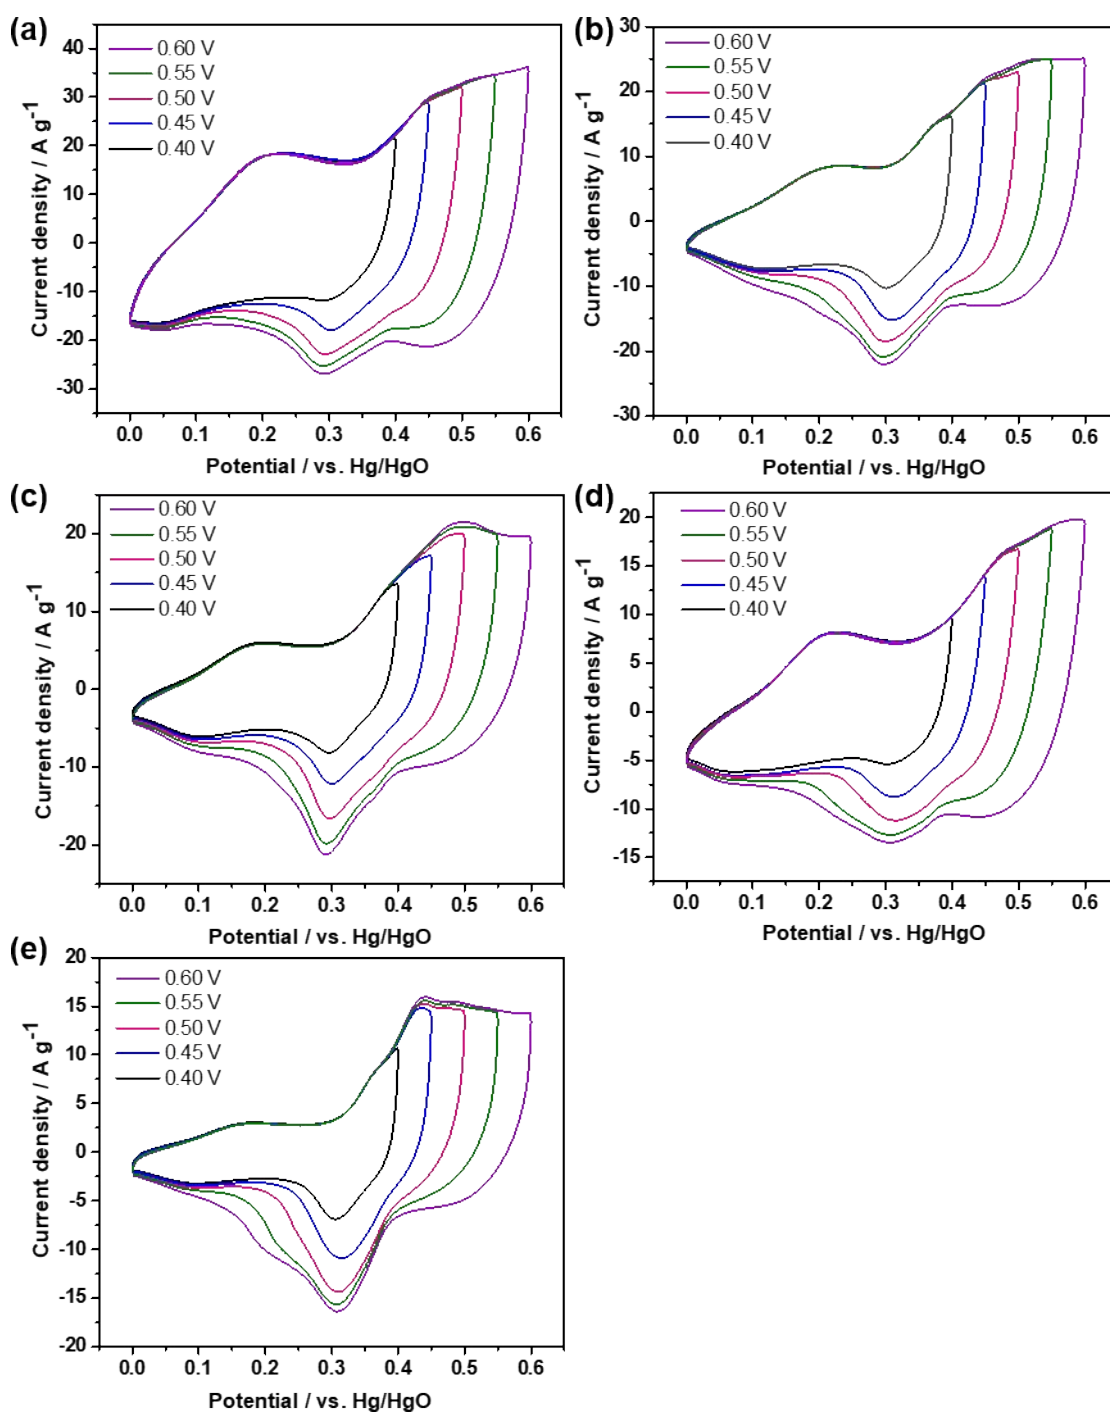 (a)
0.60 V
0.55 V
0.50 V
0.45 V
0.40 V
40
30
20
10
0
-10
-20
-30
Current density / A g⁻¹
0.0 0.1 0.2 0.3 0.4 0.5 0.6
Potential / vs. Hg/HgO
(b)
0.60 V
0.55 V
0.50 V
0.45 V
0.40 V
30
20
10
0
-10
-20
-30
Current density / A g⁻¹
0.0 0.1 0.2 0.3 0.4 0.5 0.6
Potential / vs. Hg/HgO
(c)
0.60 V
0.55 V
0.50 V
0.45 V
0.40 V
20
10
0
-10
-20
Current density / A g⁻¹
0.0 0.1 0.2 0.3 0.4 0.5 0.6
Potential / vs. Hg/HgO
(d)
0.60 V
0.55 V
0.50 V
0.45 V
0.40 V
20
15
10
5
0
-5
-10
-15
Current density / A g⁻¹
0.0 0.1 0.2 0.3 0.4 0.5 0.6
Potential / vs. Hg/HgO
(e)
0.60 V
0.55 V
0.50 V
0.45 V
0.40 V
20
15
10
5
0
-5
-10
-15
-20
Current density / A g⁻¹
0.0 0.1 0.2 0.3 0.4 0.5 0.6
Potential / vs. Hg/HgO